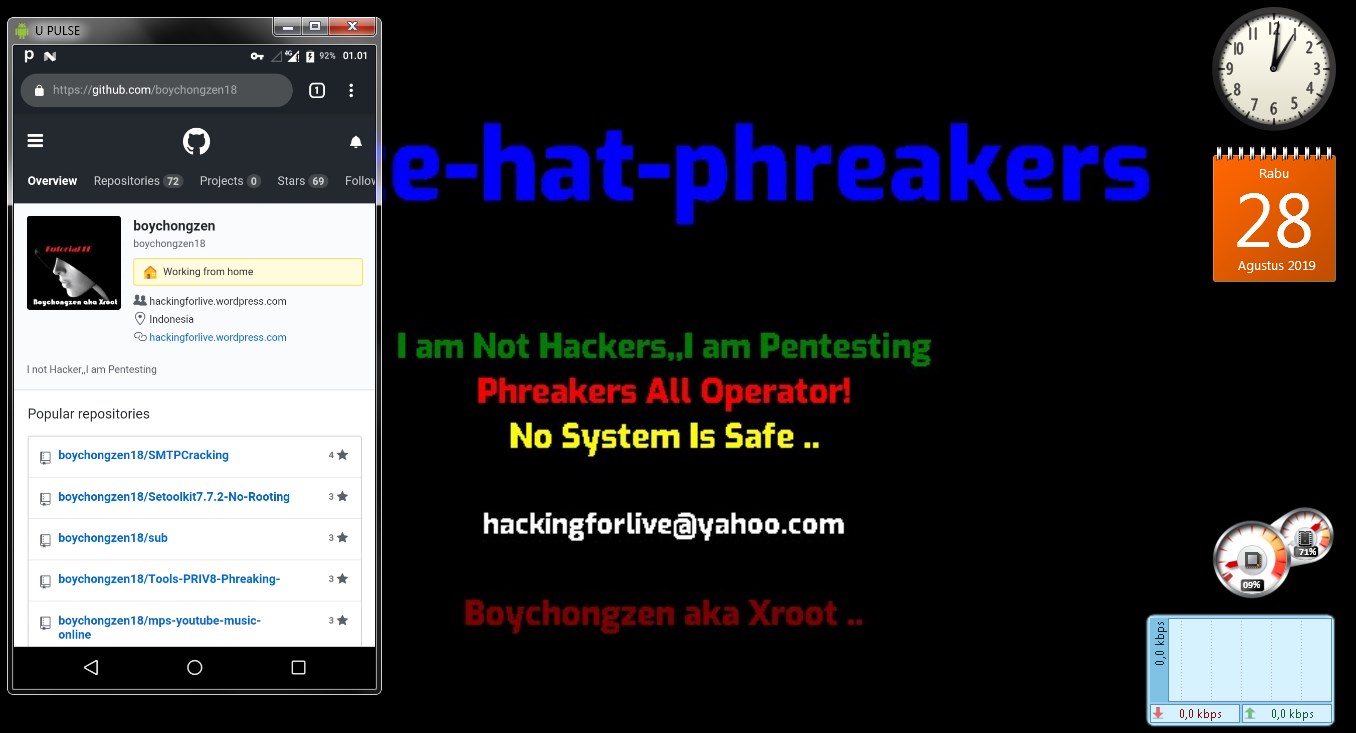 U PULSE
92% 01.01
https://github.com/boychongzen18
1
Overview Repositories 72 Projects 0 Stars 69 Follow
Tutorial IT
Boychongzen aka Xroot
boychongzen
boychongzen18
Working from home
hackingforlive.wordpress.com
Indonesia
hackingforlive.wordpress.com
I not Hacker,,I am Pentesting
Popular repositories
boychongzen18/SMTPCracking 4
boychongzen18/Setoolkit7.7.2-No-Rooting 3
boychongzen18/sub 3
boychongzen18/Tools-PRIV8-Phreaking- 3
boychongzen18/mps-youtube-music- 3
online
e-hat-phreakers
I am Not Hackers,,I am Pentesting
Phreakers All Operator!
No System Is Safe ..
hackingforlive@yahoo.com
Boychongzen aka Xroot ..
12 1 2 3 4 5 6 7 8 9 10 11
Rabu
28
Agustus 2019
71%
09%
0,0 kbps
0,0 kbps 0,0 kbps